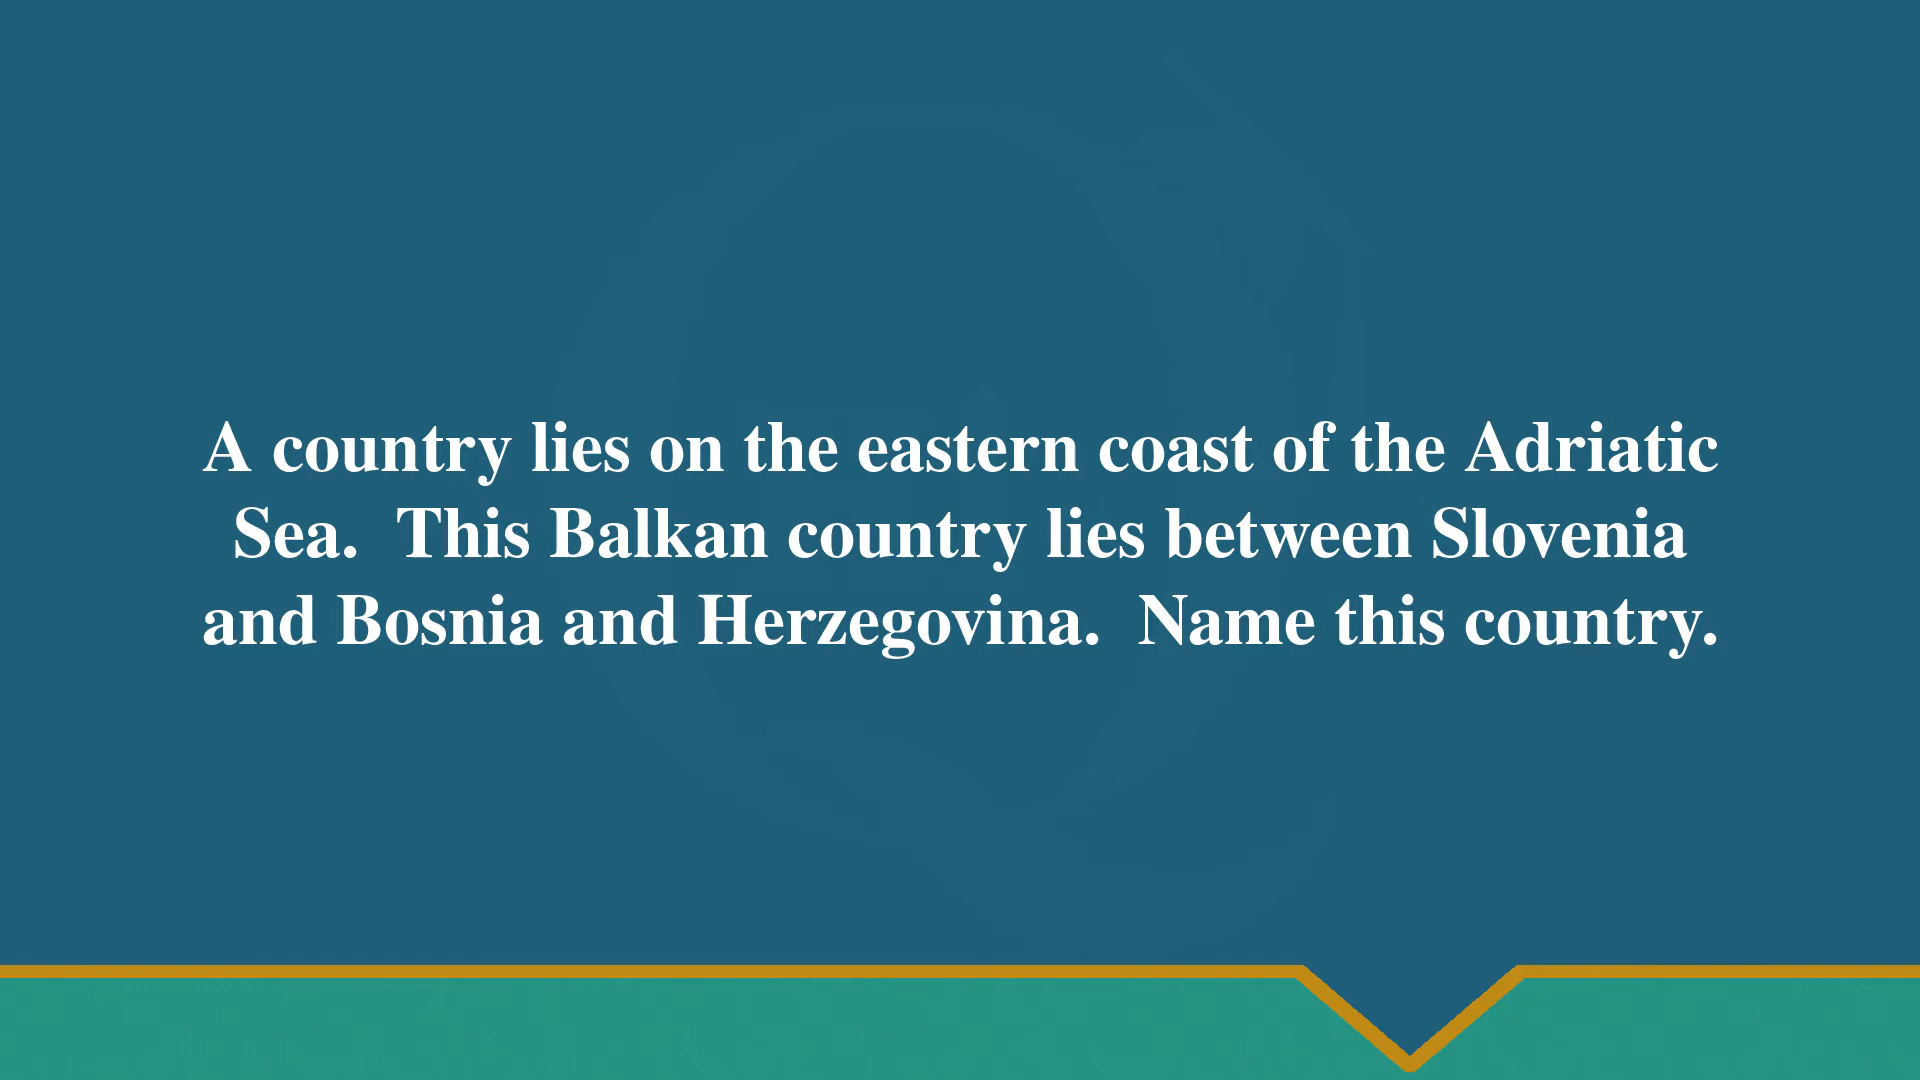 A country lies on the eastern coast of the Adriatic
Sea.  This Balkan country lies between Slovenia
and Bosnia and Herzegovina.  Name this country.